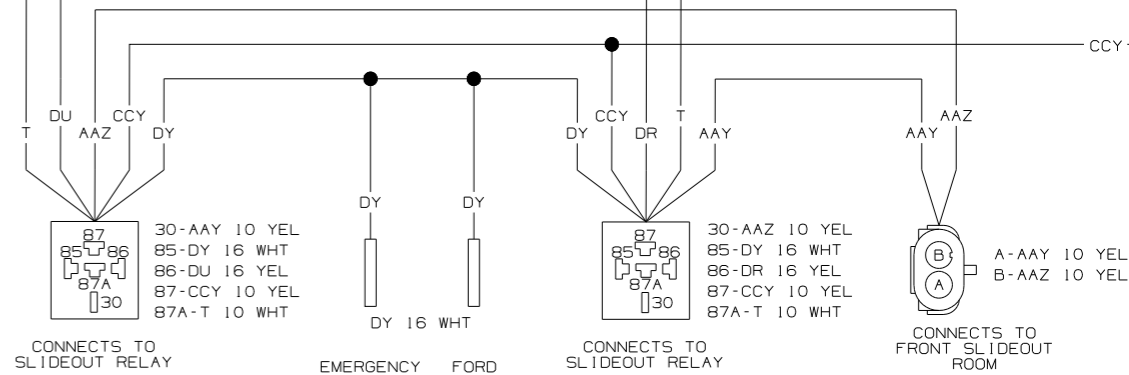 CCY
DU
CCY
CCY
AAZ
T
AAZ
DY
DY
DR
T
AAY
AAY
DY
DY
87
85
86
87A
30
30-AAY 10 YEL
85-DY 16 WHT
86-DU 16 YEL
87-CCY 10 YEL
87A-T 10 WHT
CONNECTS TO
SLIDEOUT RELAY
DY 16 WHT
EMERGENCY
FORD
87
85
86
87A
30
30-AAZ 10 YEL
85-DY 16 WHT
86-DR 16 YEL
87-CCY 10 YEL
87A-T 10 WHT
CONNECTS TO
SLIDEOUT RELAY
B
A
A-AAY 10 YEL
B-AAZ 10 YEL
CONNECTS TO
FRONT SLIDEOUT
ROOM